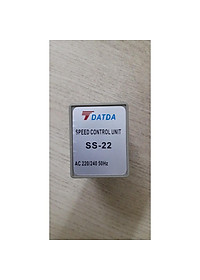 DATDA
SPEED CONTROL UNIT
SS-22
AC 220/240 50Hz